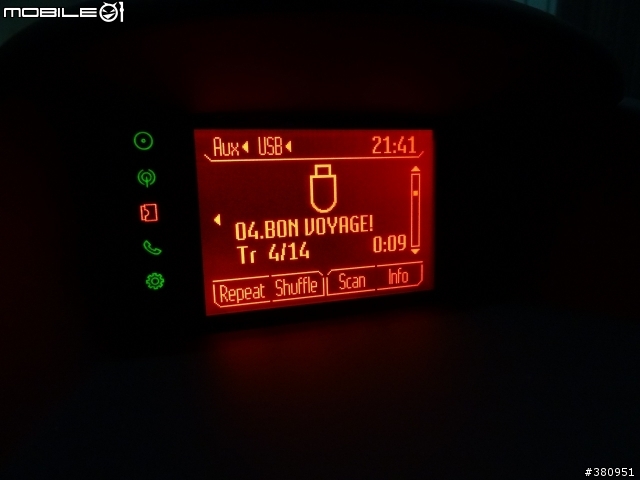 MOBILE01
Aux USB 21:41
04.BON VOYAGE!
Tr 4/14 0:09
Repeat Shuffle Scan Info
#380951